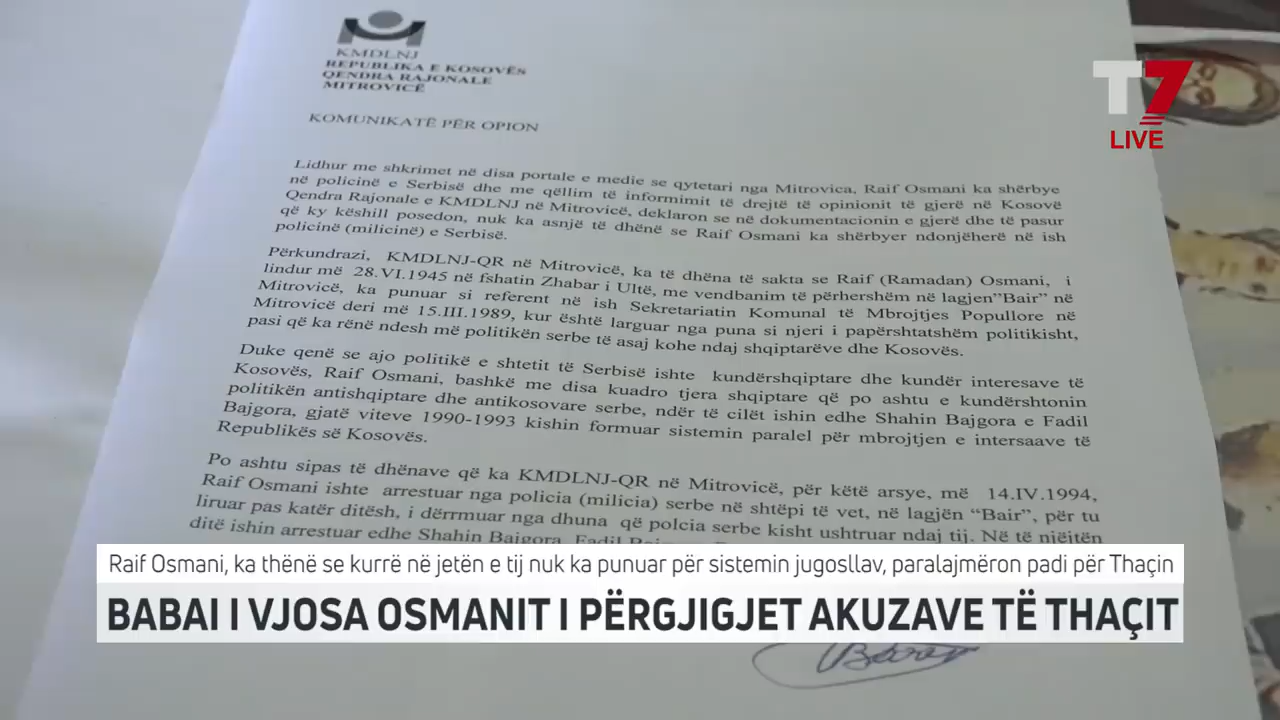 KMDLNJ
REPUBLIKA E KOSOVËS
QENDRA RAJONALE
MITROVICË
KOMUNIKATË PËR OPION
Lidhur me shkrimet në disa portale e medie se qytetari nga Mitrovica, Raif Osmani ka shërbye
në policinë e Serbisë dhe me qëllim të informimit të drejtë të opinionit të gjerë në Kosovë
Qendra Rajonale e KMDLNJ në Mitrovicë, deklaron se në dokumentacionin e gjerë dhe të pasur
që ky këshill posedon, nuk ka asnjë të dhënë se Raif Osmani ka shërbyer ndonjëherë në ish
policinë (milicinë) e Serbisë.
Përkundrazi, KMDLNJ-QR në Mitrovicë, ka të dhëna të sakta se Raif (Ramadan) Osmani, i
lindur më 28.VI.1945 në fshatin Zhabar i Ultë, me vendbanim të përhershëm në lagjen"Bair" në
Mitrovicë, ka punuar si referent në ish Sekretariatin Komunal të Mbrojtjes Popullore në
Mitrovicë deri më 15.III.1989, kur është larguar nga puna si njeri i papërshtatshëm politikisht,
pasi që ka rënë ndesh më politikën serbe të asaj kohe ndaj shqiptarëve dhe Kosovës.
Duke qenë se ajo politikë e shtetit të Serbisë ishte kundërshqiptare dhe kundër interesave të
Kosovës, Raif Osmani, bashkë me disa kuadro tjera shqiptare që po ashtu e kundërshtonin
politikën antishqiptare dhe antikosovare serbe, ndër të cilët ishin edhe Shahin Bajgora e Fadil
Bajgora, gjatë viteve 1990-1993 kishin formuar sistemin paralel për mbrojtjen e intersaave të
Republikës së Kosovës.
Po ashtu sipas të dhënave që ka KMDLNJ-QR në Mitrovicë, për këtë arsye, më 14.IV.1994,
Raif Osmani ishte arrestuar nga policia (milicia) serbe në shtëpi të vet, në lagjën "Bair", për tu
liruar pas katër ditësh, i dërrmuar nga dhuna që polcia serbe kisht ushtruar ndaj tij. Në të njëjtën
ditë ishin arrestuar edhe Shahin Bajgora, Fadil
T7
LIVE
Raif Osmani, ka thënë se kurrë në jetën e tij nuk ka punuar për sistemin jugosllav, paralajmëron padi për Thaçin
BABAI I VJOSA OSMANIT I PËRGJIGJET AKUZAVE TË THAÇIT